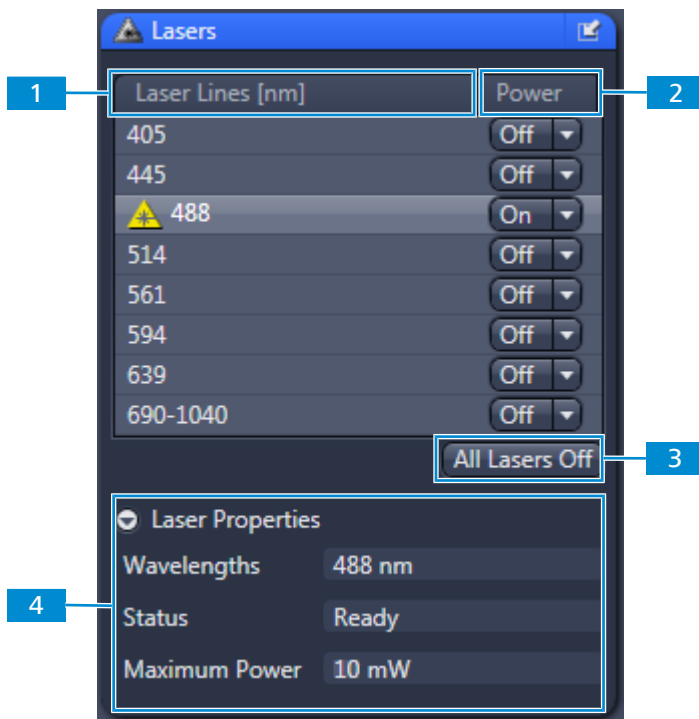 Lasers
1 Laser Lines [nm] Power 2
405 Off
445 Off
488 On
514 Off
561 Off
594 Off
639 Off
690-1040 Off
All Lasers Off 3
Laser Properties
Wavelengths 488 nm
4 Status Ready
Maximum Power 10 mW